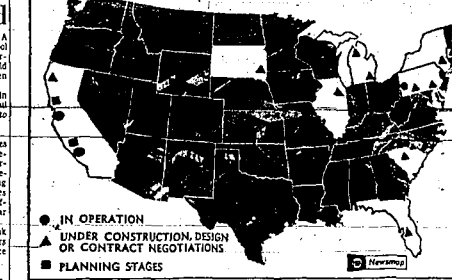 IN OPERATION
UNDER CONSTRUCTION, DESIGN
OR CONTRACT NEGOTIATIONS
PLANNING STAGES
Newsmap